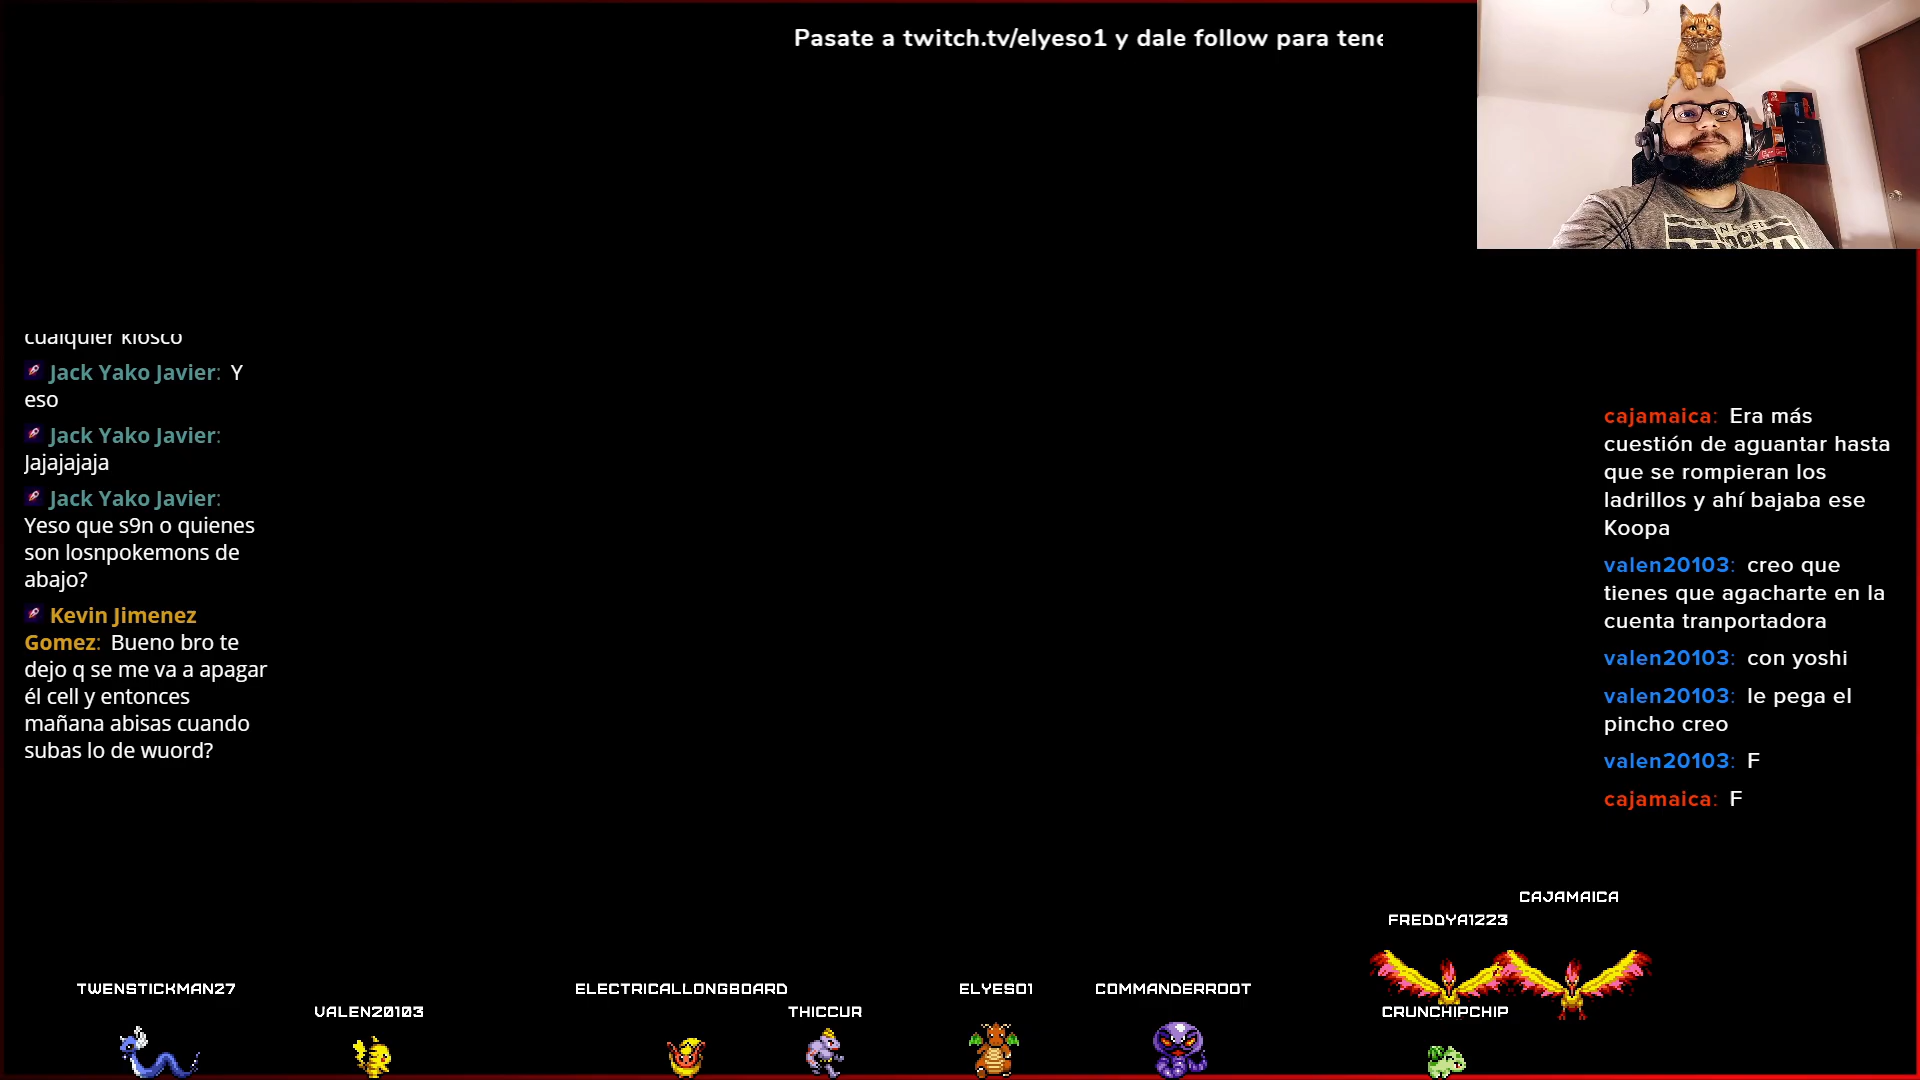 Pasate a twitch.tv/elyeso1 y dale follow para tene
cualquier kiosco
Jack Yako Javier: Y
eso
Jack Yako Javier:
Jajajajaja
Jack Yako Javier:
Yeso que s9n o quienes
son losnpokemons de
abajo?
Kevin Jimenez
Gomez: Bueno bro te
dejo q se me va a apagar
él cell y entonces
mañana abisas cuando
subas lo de wuord?
cajamaica: Era más
cuestión de aguantar hasta
que se rompieran los
ladrillos y ahí bajaba ese
Koopa
valen20103: creo que
tienes que agacharte en la
cuenta tranportadora
valen20103: con yoshi
valen20103: le pega el
pincho creo
valen20103: F
cajamaica: F
CAJAMAICA
FREDDYA1223
TWENSTICKMAN27
ELECTRICALLONGBOARD
ELYESO1
COMMANDERROOT
VALEN20103
THICCUR
CRUNCHIPCHIP